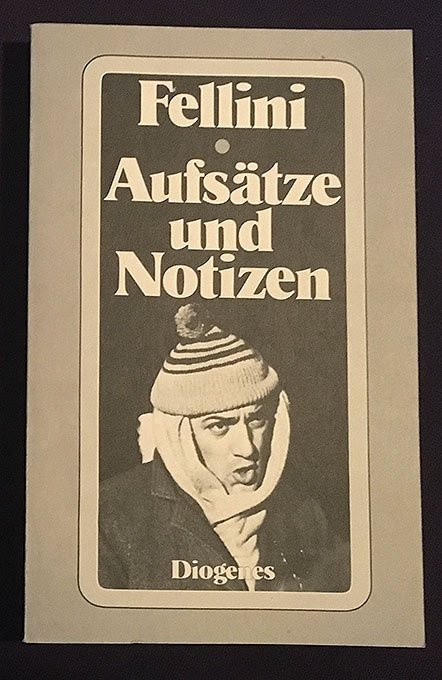 Fellini
Aufsätze
und
Notizen
Diogenes